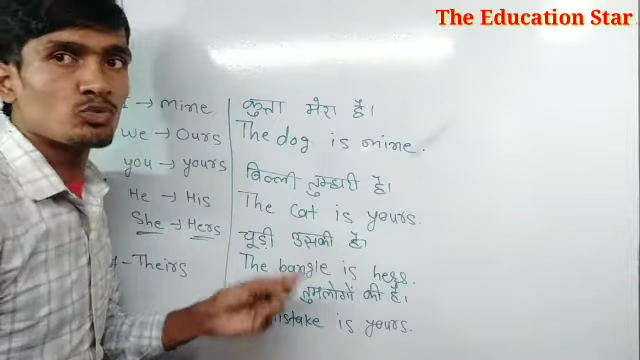 The Education Star
I → mine
We → Ours
you → yours
He → His
She → Hers
- Theirs
कुत्ता मेरा है।
The dog is mine.
बिल्ली तुम्हारी है।
The cat is yours.
चूड़ी उसकी है।
The bangle is hers.
तुमलोगों की है।
mistake is yours.